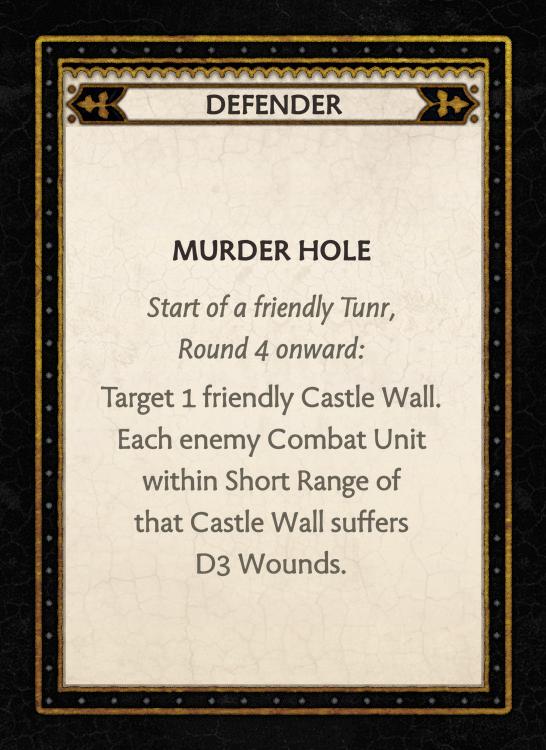 DEFENDER
MURDER HOLE
Start of a friendly Tunr,
Round 4 onward:
Target 1 friendly Castle Wall.
Each enemy Combat Unit
within Short Range of
that Castle Wall suffers
D3 Wounds.